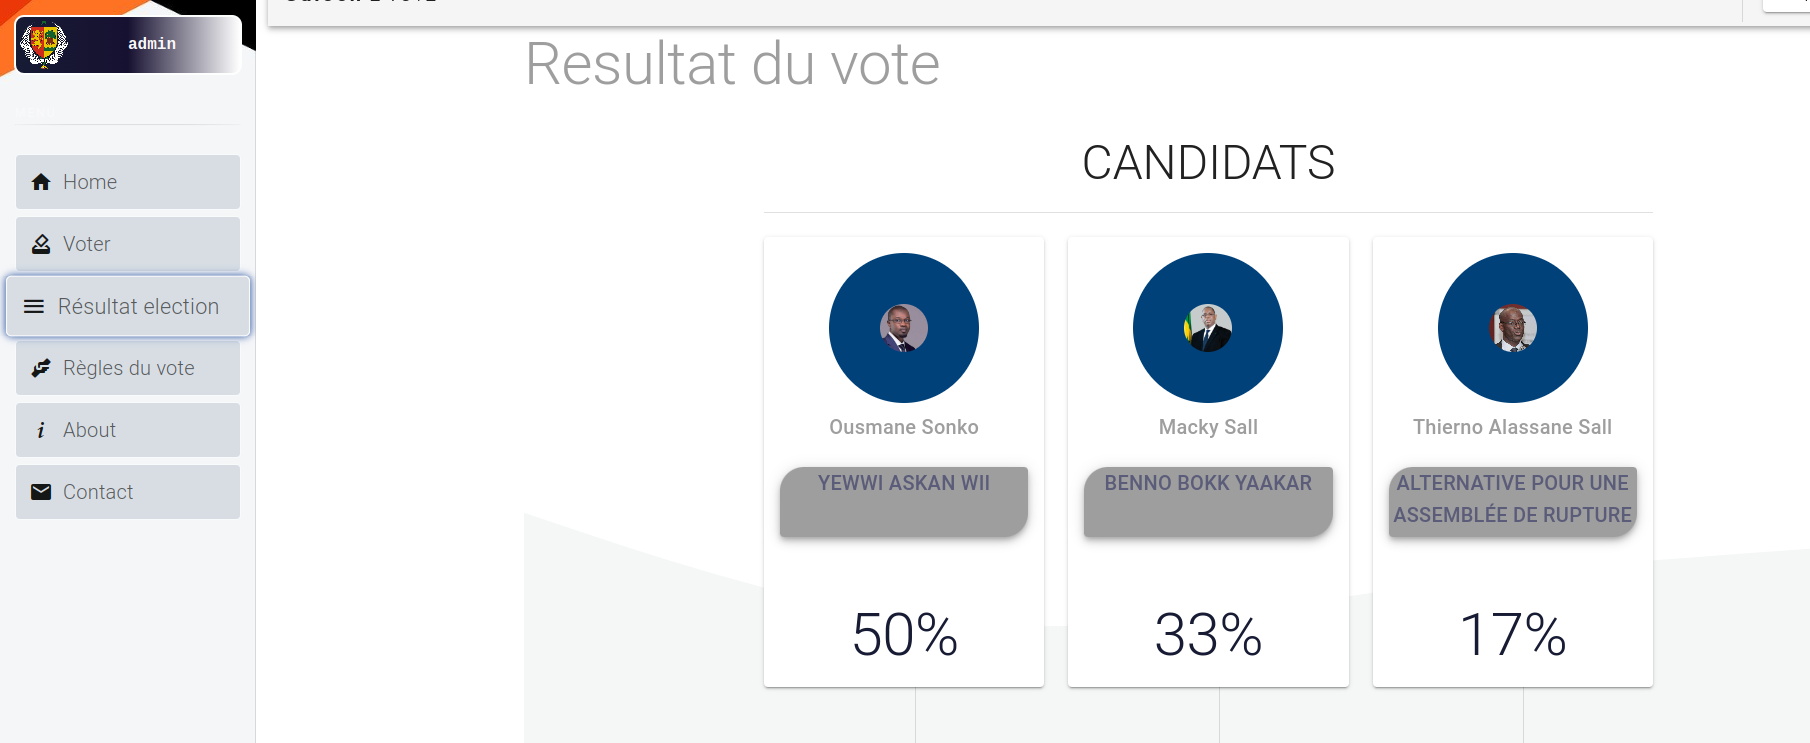 admin
Home
Voter
Résultat election
Règles du vote
About
Contact
Resultat du vote
CANDIDATS
Ousmane Sonko
YEWWI ASKAN WII
50%
Macky Sall
BENNO BOKK YAAKAR
33%
Thierno Alassane Sall
ALTERNATIVE POUR UNE
ASSEMBLÉE DE RUPTURE
17%